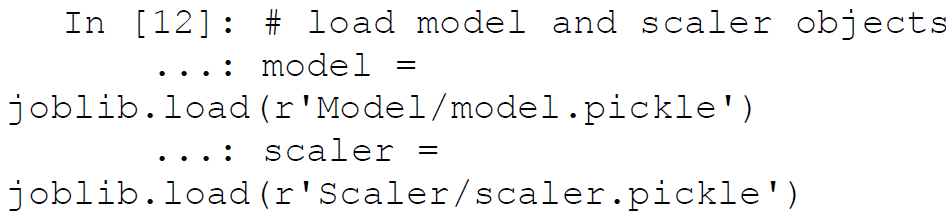 In [12]: # load model and scaler objects
...: model =
joblib.load(r'Model/model.pickle')
...: scaler =
joblib.load(r'Scaler/scaler.pickle')